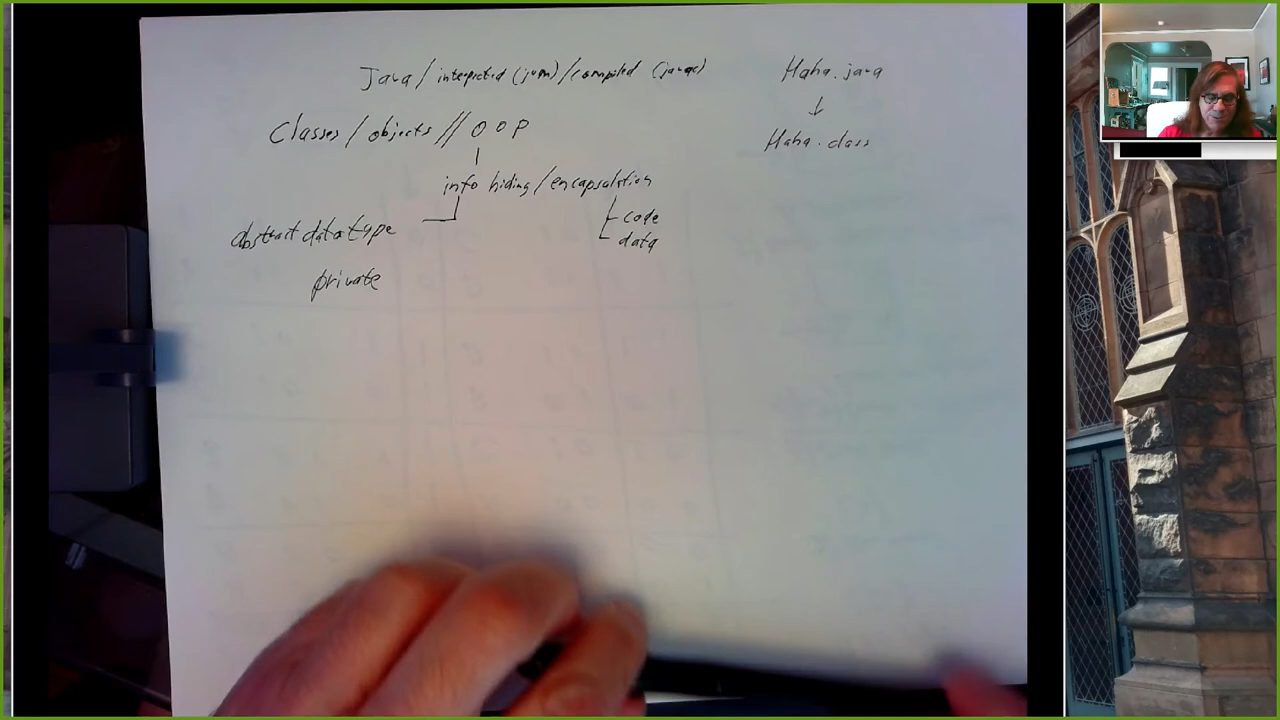 Java / interpreted (jvm) / compiled (javac)
Haha.java
↓
Haha.class
Classes / objects // OOP
info hiding / encapsulation
code
data
abstract data type
private